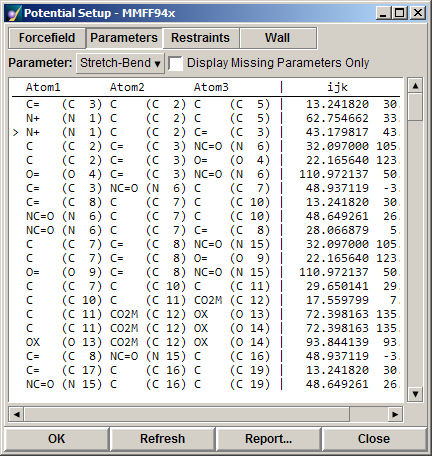 Potential Setup - MMFF94x
Forcefield Parameters Restraints Wall
Parameter: Stretch-Bend Display Missing Parameters Only
Atom1 Atom2 Atom3 | ijk
C= (C 3) C (C 2) C (C 5) | 13.241820 30.
N+ (N 1) C (C 2) C (C 5) | 62.754662 33.
> N+ (N 1) C (C 2) C= (C 3) | 43.179817 43.
C (C 2) C= (C 3) NC=O (N 6) | 32.097000 105.
C (C 2) C= (C 3) O= (O 4) | 22.165640 123.
O= (O 4) C= (C 3) NC=O (N 6) | 110.972137 50.
C= (C 3) NC=O (N 6) C (C 7) | 48.937119 -3.
C= (C 8) C (C 7) C (C 10) | 13.241820 30.
NC=O (N 6) C (C 7) C (C 10) | 48.649261 26.
NC=O (N 6) C (C 7) C= (C 8) | 28.066879 5.
C (C 7) C= (C 8) NC=O (N 15) | 32.097000 105.
C (C 7) C= (C 8) O= (O 9) | 22.165640 123.
O= (O 9) C= (C 8) NC=O (N 15) | 110.972137 50.
C (C 7) C (C 10) C (C 11) | 29.650141 29.
C (C 10) C (C 11) CO2M (C 12) | 17.559799 7.
C (C 11) CO2M (C 12) OX (O 13) | 72.398163 135.
C (C 11) CO2M (C 12) OX (O 14) | 72.398163 135.
OX (O 13) CO2M (C 12) OX (O 14) | 93.844139 93.
C= (C 8) NC=O (N 15) C (C 16) | 48.937119 -3.
C= (C 17) C (C 16) C (C 19) | 13.241820 30.
NC=O (N 15) C (C 16) C (C 19) | 48.649261 26.
OK Refresh Report... Close